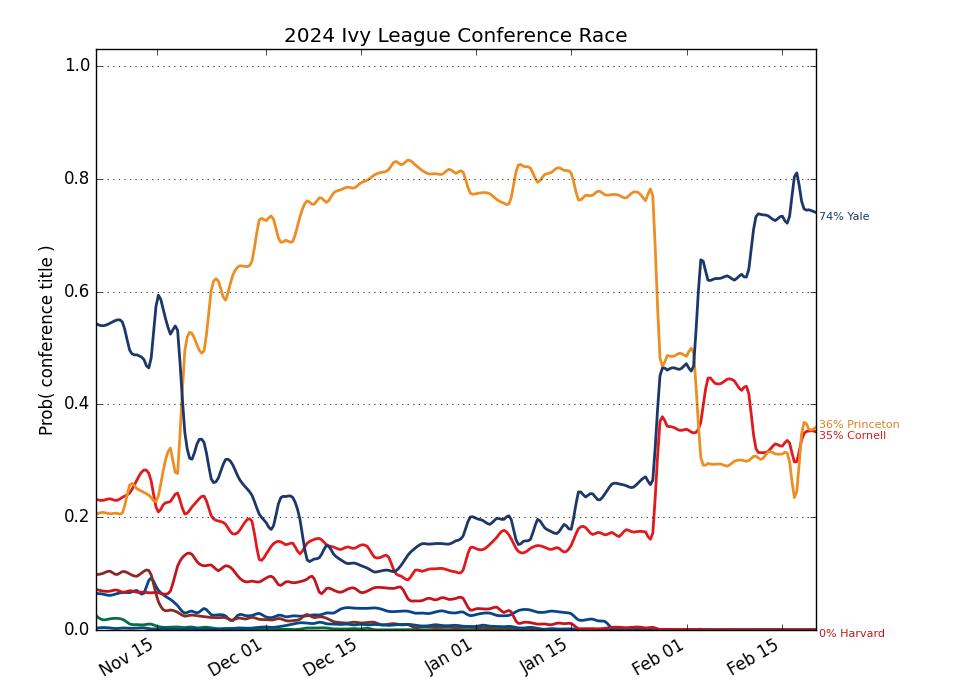 2024 Ivy League Conference Race
Prob( conference title )
1.0
0.8
0.6
0.4
0.2
0.0
74% Yale
36% Princeton
35% Cornell
0% Harvard
Nov 15
Dec 01
Dec 15
Jan 01
Jan 15
Feb 01
Feb 15